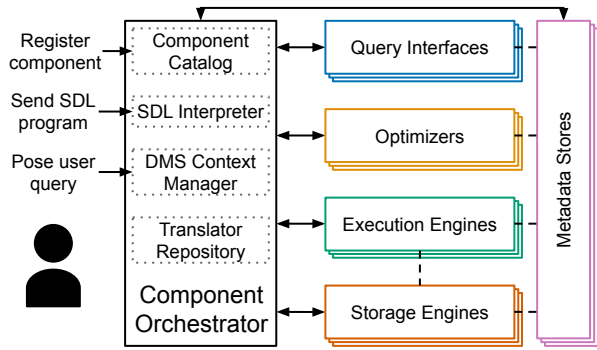 Register
component
Send SDL
program
Pose user
query
Component
Catalog
SDL Interpreter
DMS Context
Manager
Translator
Repository
Component
Orchestrator
Query Interfaces
Optimizers
Execution Engines
Storage Engines
Metadata Stores